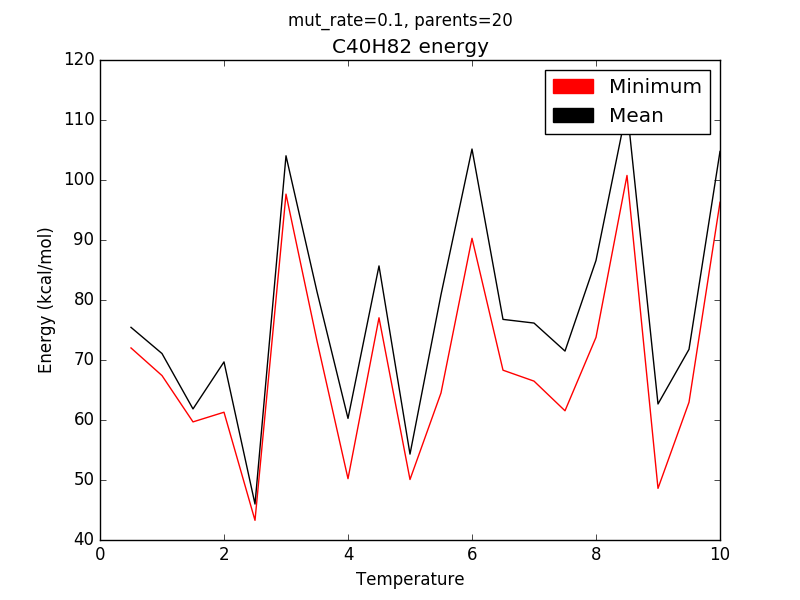 mut_rate=0.1, parents=20
C40H82 energy
Minimum
Mean
Energy (kcal/mol)
120
110
100
90
80
70
60
50
40
0 2 4 6 8 10
Temperature